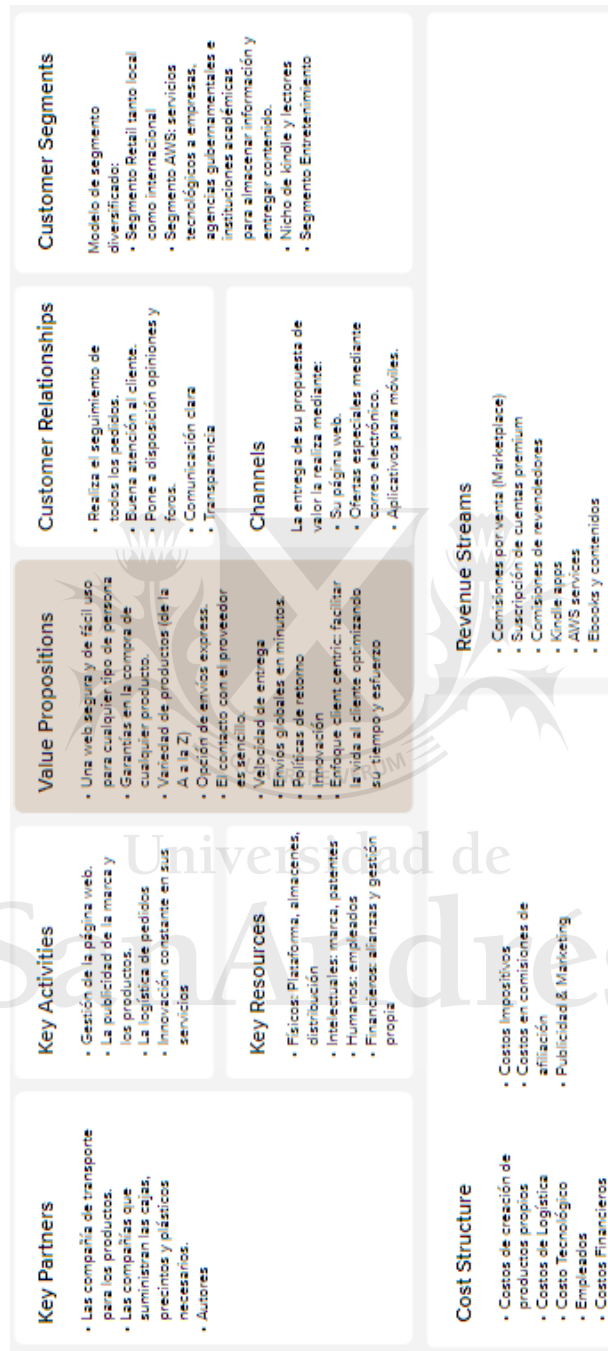 Key Partners
• Las compañía de transporte
para los productos.
• Las compañías que
suministran las cajas,
precintos y plásticos
necesarios.
• Autores
Key Activities
• Gestión de la página web.
• La publicidad de la marca y
los productos.
• La logística de pedidos
• Innovación constante en sus
servicios
Key Resources
• Físicos: Plataforma, almacenes,
distribución
• Intelectuales: marca, patentes
• Humanos: empleados
• Financieros: alianzas y gestión
propia
Value Propositions
• Una web segura y de fácil uso
para cualquier tipo de persona
• Garantías en la compra de
cualquier producto.
• Variedad de productos (de la
A a la Z)
• Opción de envíos express.
• El contacto con el proveedor
es sencillo.
• Velocidad de entrega
• Envíos globales en minutos.
• Políticas de retorno
• Innovación
• Enfoque client centric: facilitar
la vida al cliente optimizando
su tiempo y esfuerzo
Customer Relationships
• Realiza el seguimiento de
todos los pedidos.
• Buena atención al cliente.
• Pone a disposición opiniones y
foros.
• Comunicación clara
• Transparencia
Channels
La entrega de su propuesta de
valor la realiza mediante:
• Su página web.
• Ofertas especiales mediante
correo electrónico.
• Aplicativos para móviles.
Customer Segments
Modelo de segmento
diversificado:
• Segmento Retail tanto local
como internacional
• Segmento AWS: servicios
tecnológicos a empresas,
agencias gubernamentales e
instituciones académicas
para almacenar información y
entregar contenido.
• Nicho de kindle y lectores
• Segmento Entretenimiento
Cost Structure
• Costos de creación de
productos propios
• Costos de Logística
• Costo Tecnológico
• Empleados
• Costos Financieros
• Costos Impositivos
• Costos en comisiones de
afiliación
• Publicidad & Marketing
Revenue Streams
• Comisiones por venta (Marketplace)
• Suscripción de cuentas premium
• Comisiones de revendedores
• Kindle apps
• AWS services
• Ebooks y contenidos
Universidad de
SanAndrés